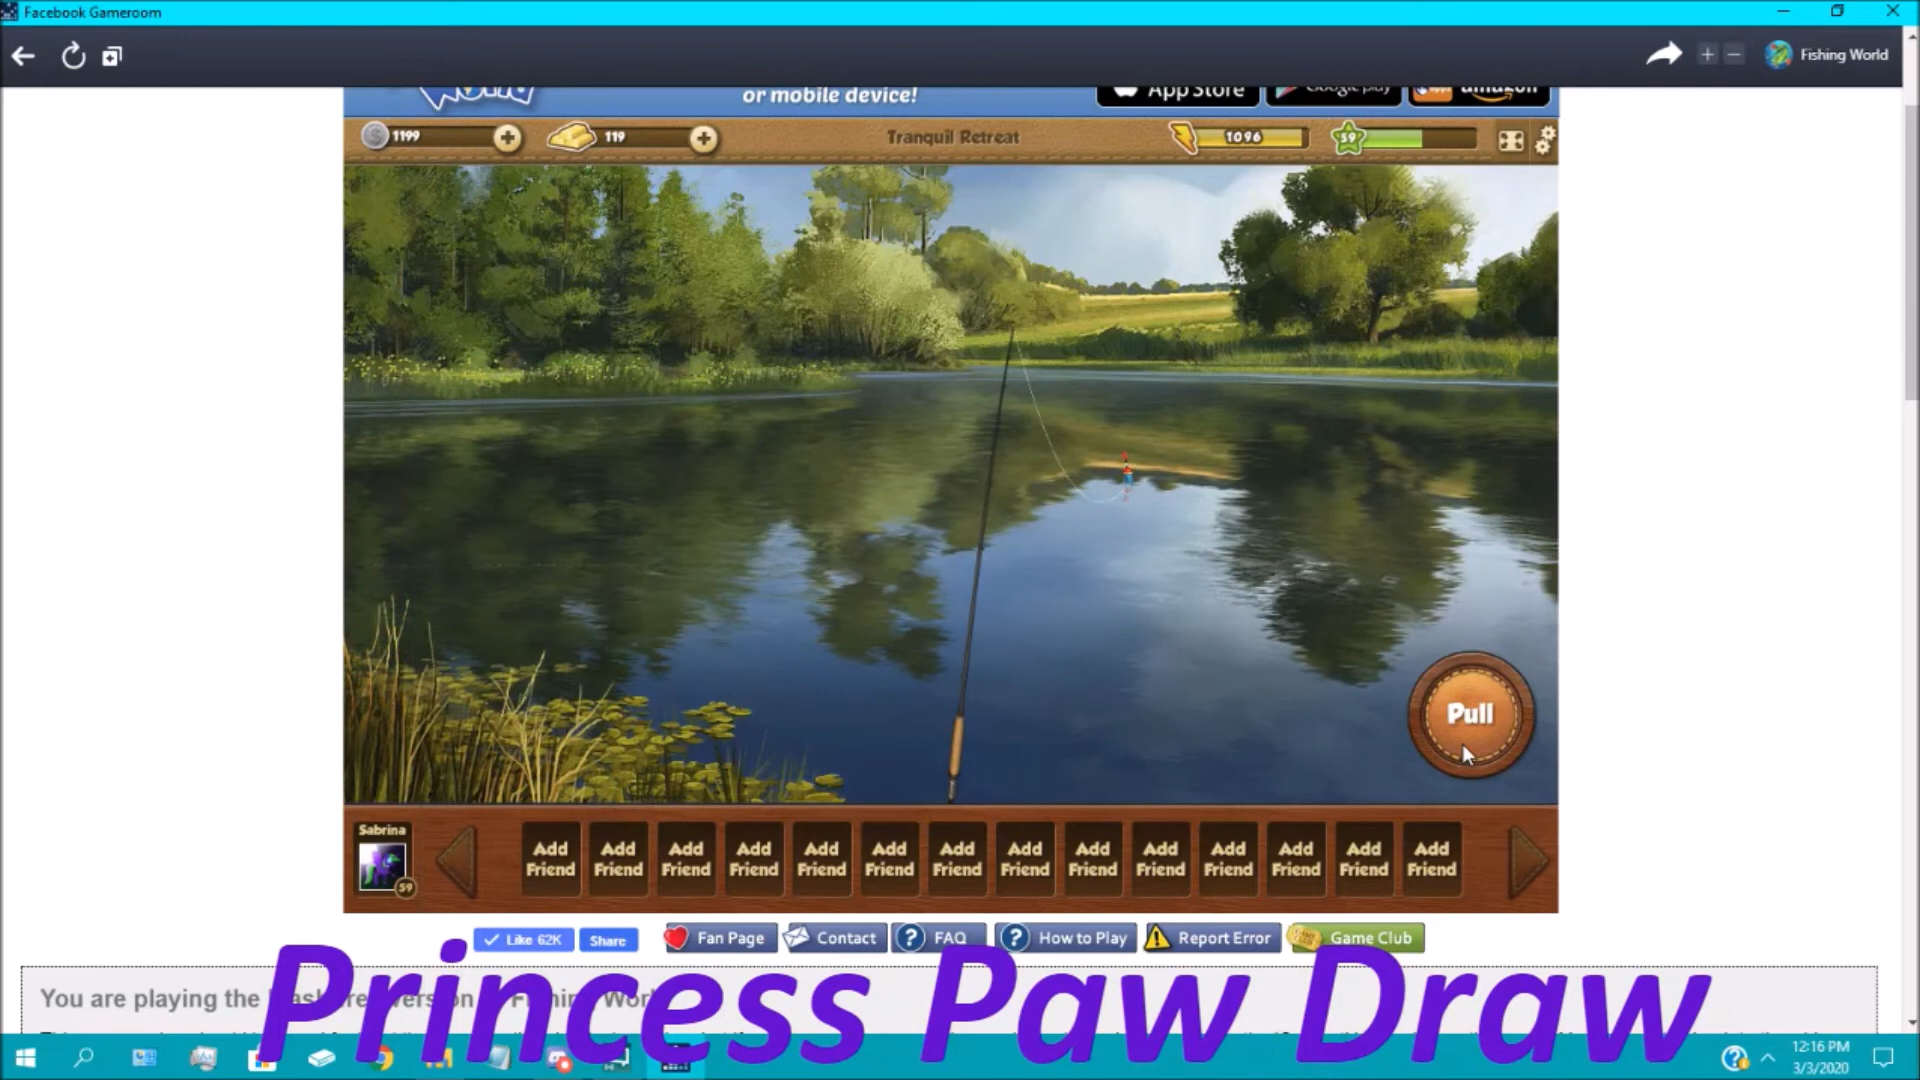 Facebook Gameroom
Fishing World
or mobile device!
App Store
Google play
amazon
1199
119
Tranquil Retreat
1096
59
Pull
Sabrina
59
Add Friend
Add Friend
Add Friend
Add Friend
Add Friend
Add Friend
Add Friend
Add Friend
Add Friend
Add Friend
Add Friend
Add Friend
Add Friend
Add Friend
Like 62K
Share
Fan Page
Contact
FAQ
How to Play
Report Error
Game Club
You are playing the
Princess Paw Draw
12:16 PM
3/3/2020